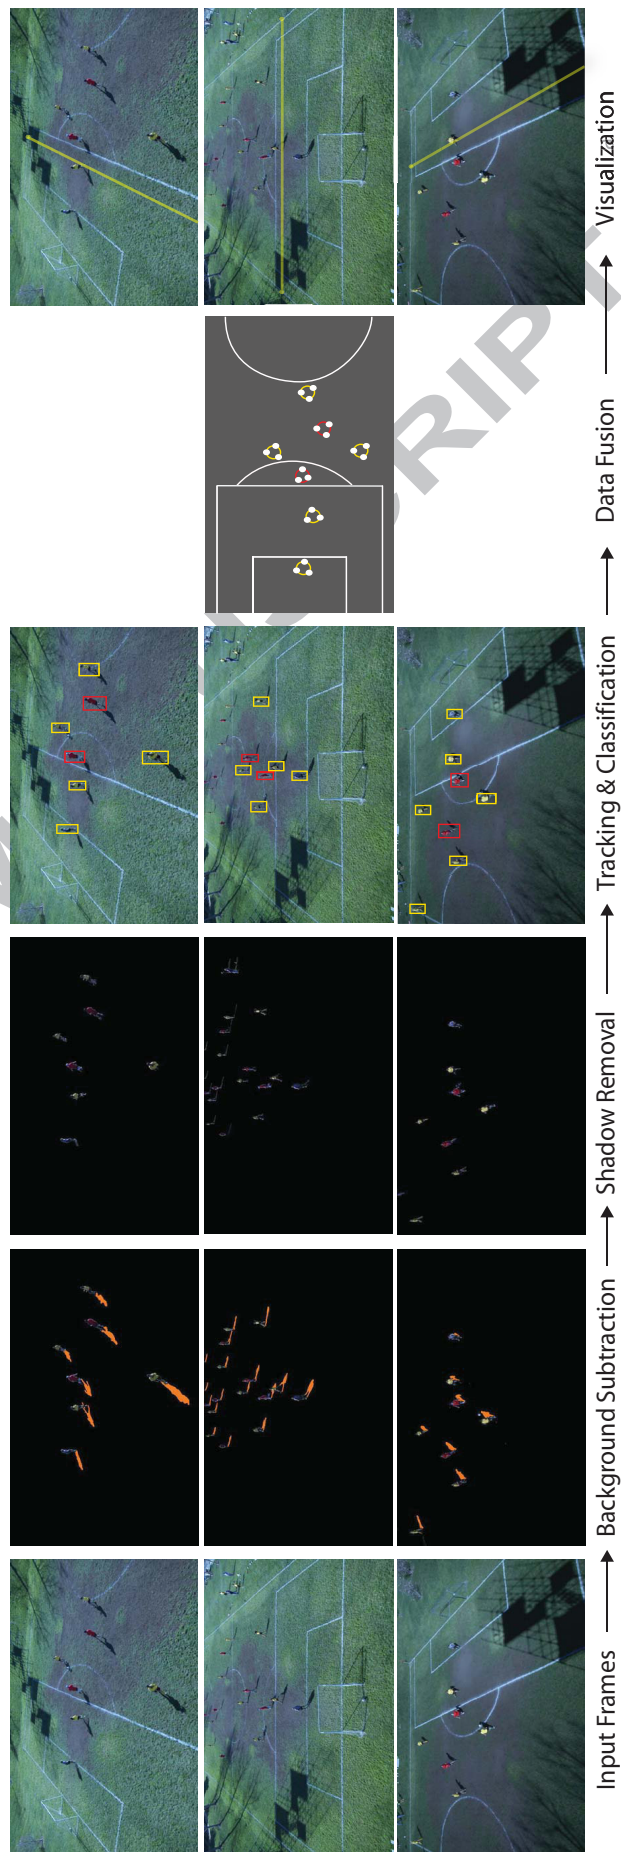 Input Frames
Background Subtraction
Shadow Removal
Tracking & Classification
Data Fusion
Visualization